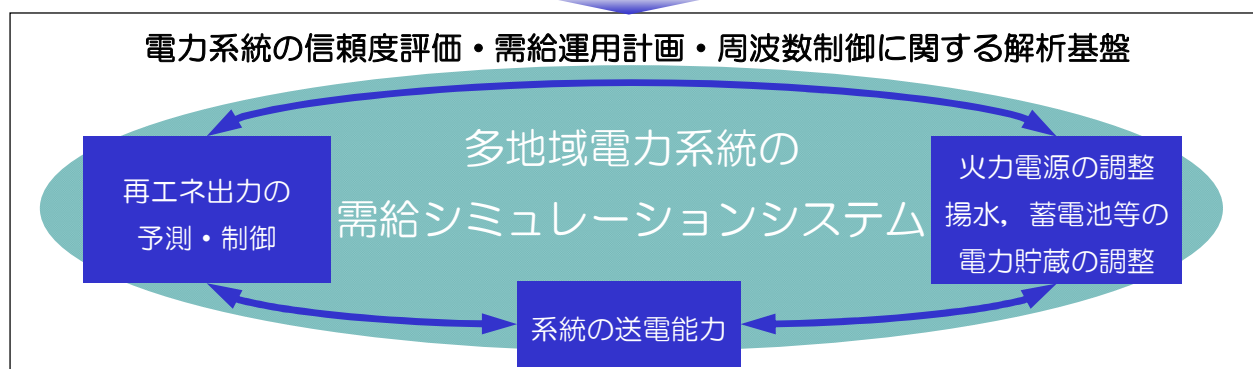 電力系統の信頼度評価・需給運用計画・周波数制御に関する解析基盤
多地域電力系統の
需給シミュレーションシステム
再エネ出力の
予測・制御
火力電源の調整
揚水，蓄電池等の
電力貯蔵の調整
系統の送電能力